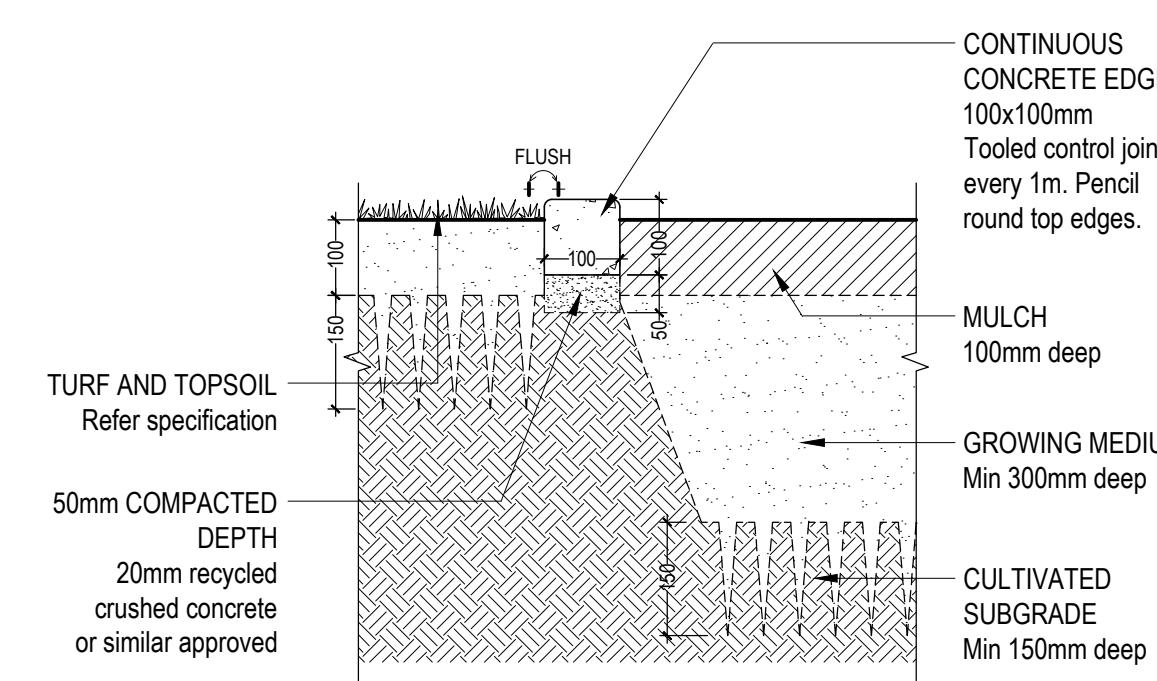 CONTINUOUS
CONCRETE EDG
100x100mm
Tooled control join
every 1m. Pencil
round top edges.
FLUSH
100
150
100
100
50
MULCH
100mm deep
TURF AND TOPSOIL
Refer specification
GROWING MEDIU
Min 300mm deep
50mm COMPACTED
DEPTH
20mm recycled
crushed concrete
or similar approved
150
CULTIVATED
SUBGRADE
Min 150mm deep